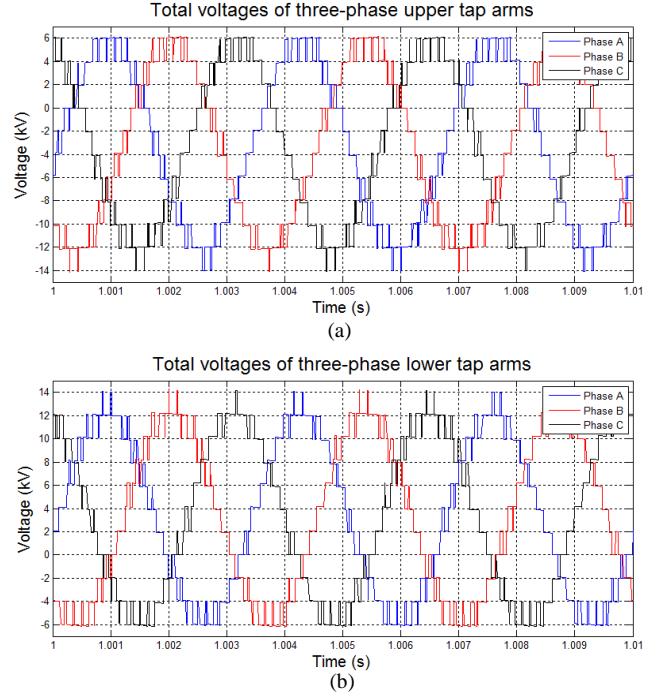 Total voltages of three-phase upper tap arms
Voltage (kV)
6
4
2
0
-2
-4
-6
-8
-10
-12
-14
Phase A
Phase B
Phase C
1 1.001 1.002 1.003 1.004 1.005 1.006 1.007 1.008 1.009 1.01
Time (s)
(a)
Total voltages of three-phase lower tap arms
Voltage (kV)
14
12
10
8
6
4
2
0
-2
-4
-6
Phase A
Phase B
Phase C
1 1.001 1.002 1.003 1.004 1.005 1.006 1.007 1.008 1.009 1.01
Time (s)
(b)